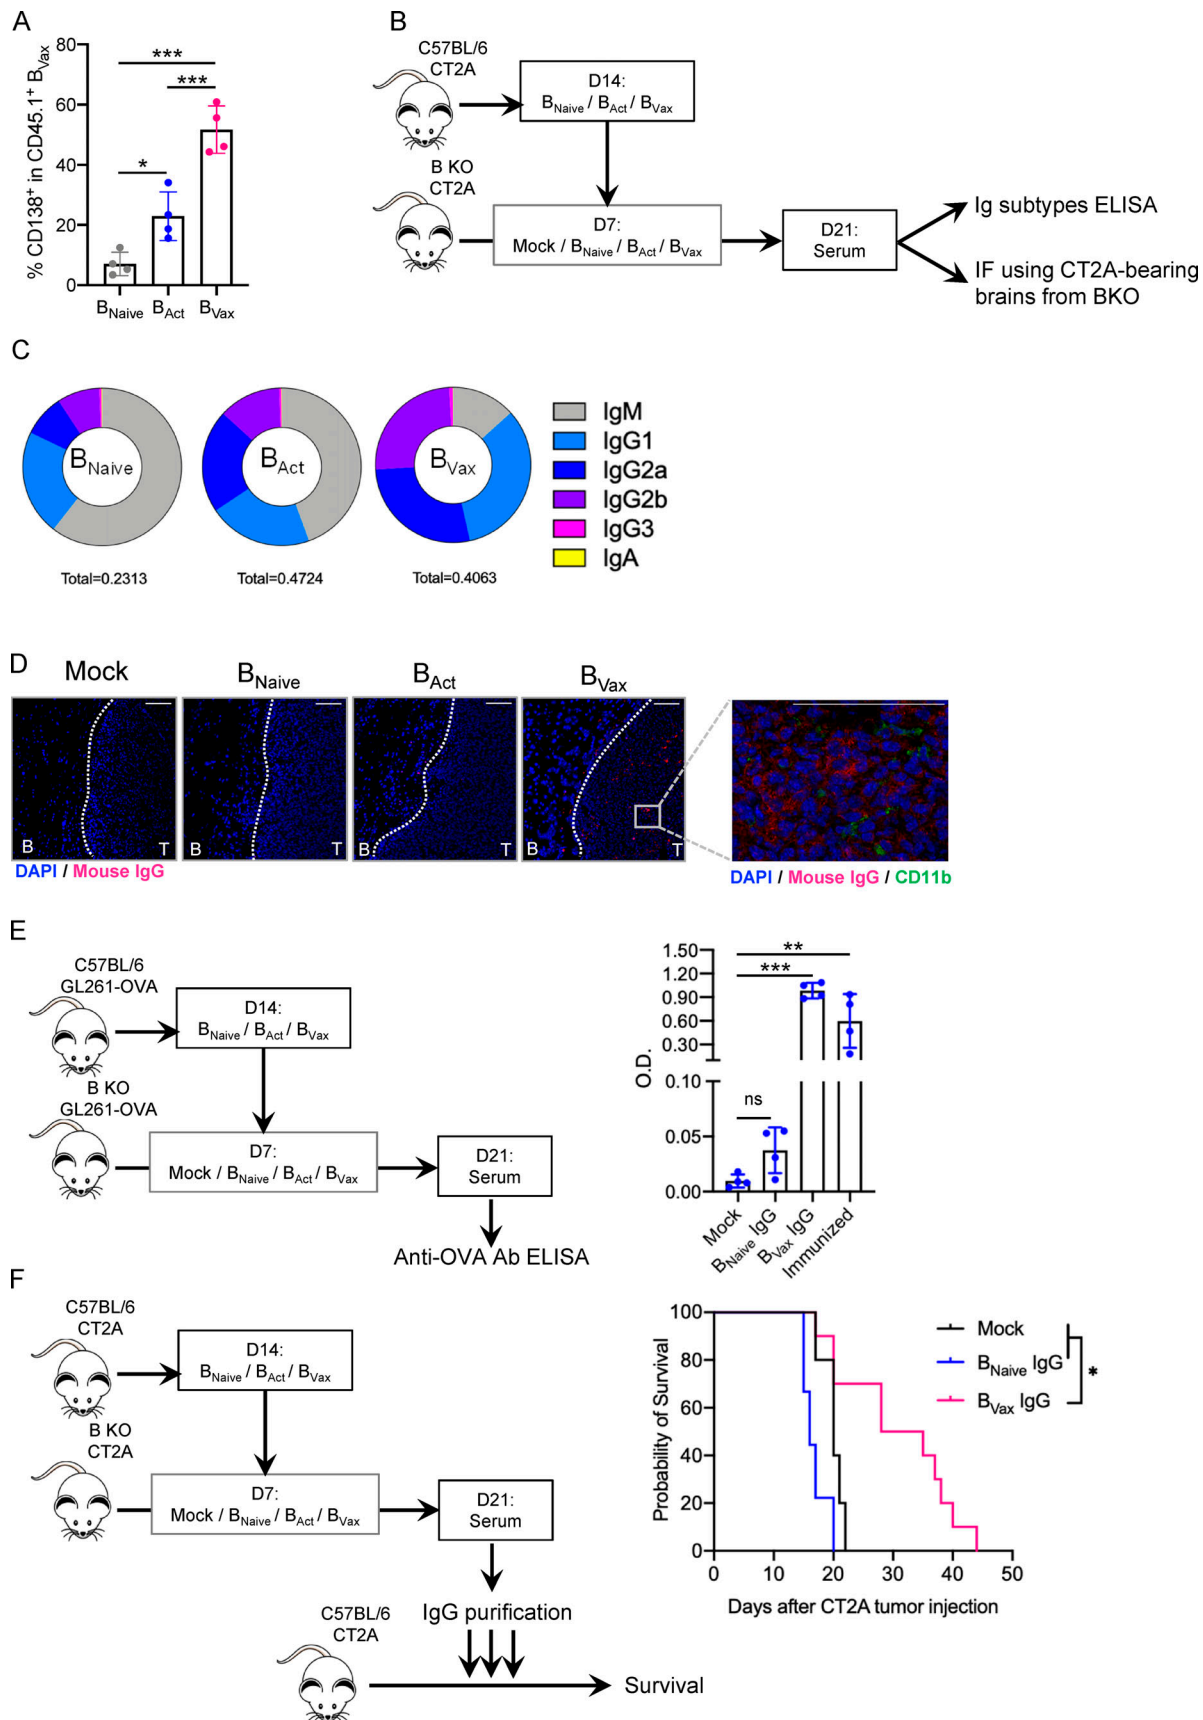 A
% CD138+ in CD45.1+ BVax
80
60
40
20
0
***
***
*
BNaive
BAct
BVax
B
C57BL/6
CT2A
D14:
BNaive / BAct / BVax
B KO
CT2A
D7:
Mock / BNaive / BAct / BVax
D21:
Serum
Ig subtypes ELISA
IF using CT2A-bearing
brains from BKO
C
BNaive
Total=0.2313
BAct
Total=0.4724
BVax
Total=0.4063
IgM
IgG1
IgG2a
IgG2b
IgG3
IgA
D
Mock
BNaive
BAct
BVax
B
T
B
T
B
T
B
T
DAPI / Mouse IgG
DAPI / Mouse IgG / CD11b
E
C57BL/6
GL261-OVA
D14:
BNaive / BAct / BVax
B KO
GL261-OVA
D7:
Mock / BNaive / BAct / BVax
D21:
Serum
Anti-OVA Ab ELISA
O.D.
1.50
1.20
0.90
0.60
0.30
0.10
0.05
0.00
**
***
ns
Mock
BNaive IgG
BVax IgG
Immunized
F
C57BL/6
CT2A
D14:
BNaive / BAct / BVax
B KO
CT2A
D7:
Mock / BNaive / BAct / BVax
D21:
Serum
IgG purification
C57BL/6
CT2A
Survival
Probability of Survival
100
80
60
40
20
0
0
10
20
30
40
50
Days after CT2A tumor injection
Mock
BNaive IgG
BVax IgG
*